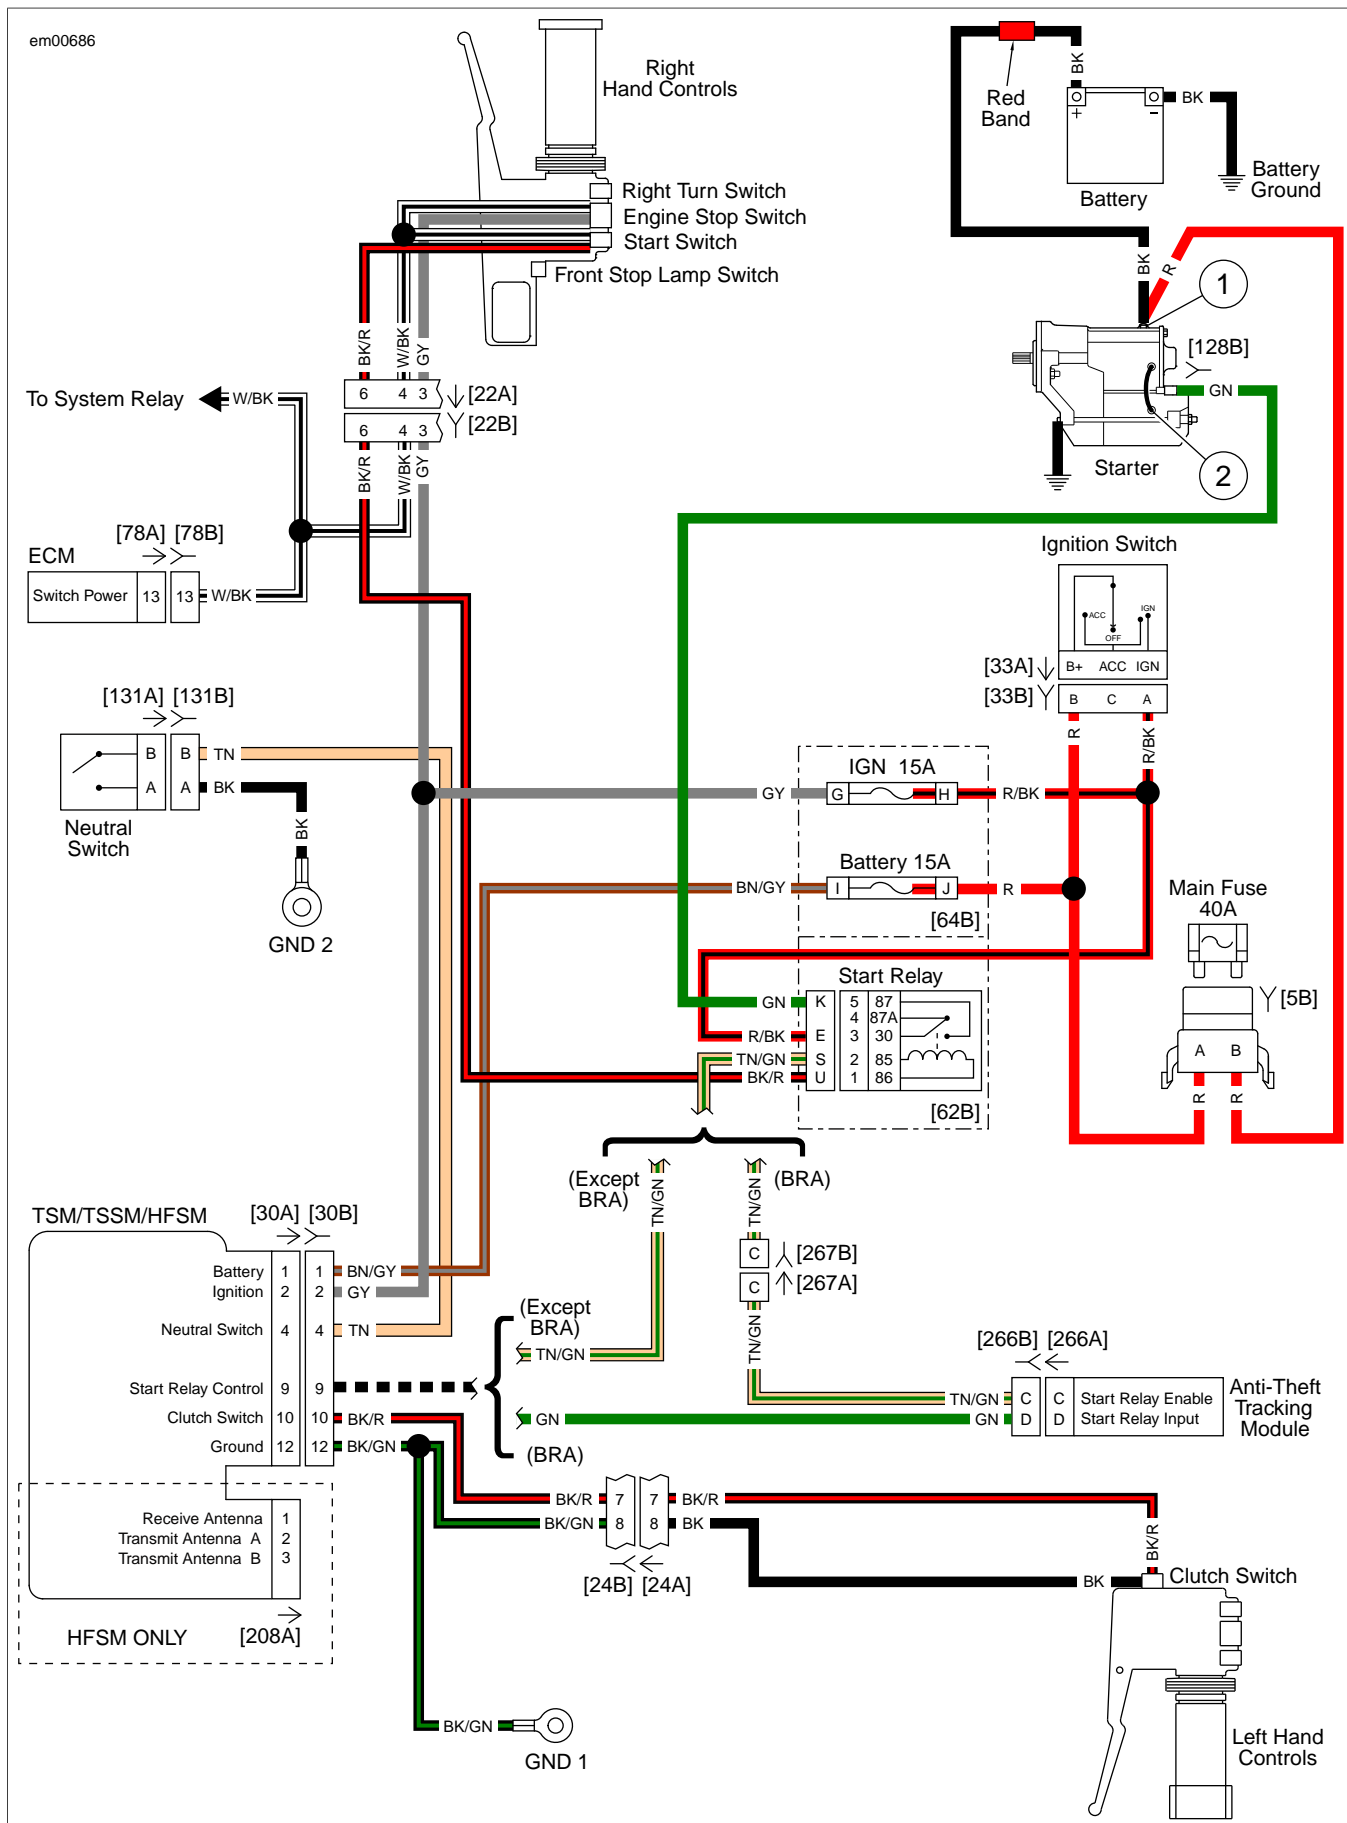 em00686
Right
Hand Controls
Right Turn Switch
Engine Stop Switch
Start Switch
Front Stop Lamp Switch
BK
Red
Band
+
-
BK
Battery
Battery
Ground
BK
R
1
[128B]
GN
Starter
2
BK/R
W/BK
GY
6 4 3
[22A]
6 4 3
[22B]
BK/R
W/BK
GY
To System Relay
W/BK
[78A] [78B]
ECM
Switch Power 13 13 W/BK
Ignition Switch
ACC
IGN
OFF
[33A]
B+ ACC IGN
[33B]
B C A
R
R/BK
[131A] [131B]
B B TN
A A BK
BK
Neutral
Switch
GND 2
IGN 15A
GY G H R/BK
Battery 15A
BN/GY I J R
[64B]
Main Fuse
40A
[5B]
A B
R R
Start Relay
GN K 5 87
4 87A
R/BK E 3 30
TN/GN S 2 85
BK/R U 1 86
[62B]
(Except
BRA)
TN/GN
TN/GN
(BRA)
C [267B]
C [267A]
TN/GN
TSM/TSSM/HFSM
[30A] [30B]
Battery 1 1 BN/GY
Ignition 2 2 GY
Neutral Switch 4 4 TN
Start Relay Control 9 9
Clutch Switch 10 10 BK/R
Ground 12 12 BK/GN
(Except
BRA)
TN/GN
GN
(BRA)
[266B] [266A]
TN/GN C C Start Relay Enable
GN D D Start Relay Input
Anti-Theft
Tracking
Module
Receive Antenna 1
Transmit Antenna A 2
Transmit Antenna B 3
HFSM ONLY
[208A]
BK/R 7 7 BK/R
BK/GN 8 8 BK
[24B] [24A]
BK/R
BK
Clutch Switch
BK/GN
GND 1
Left Hand
Controls